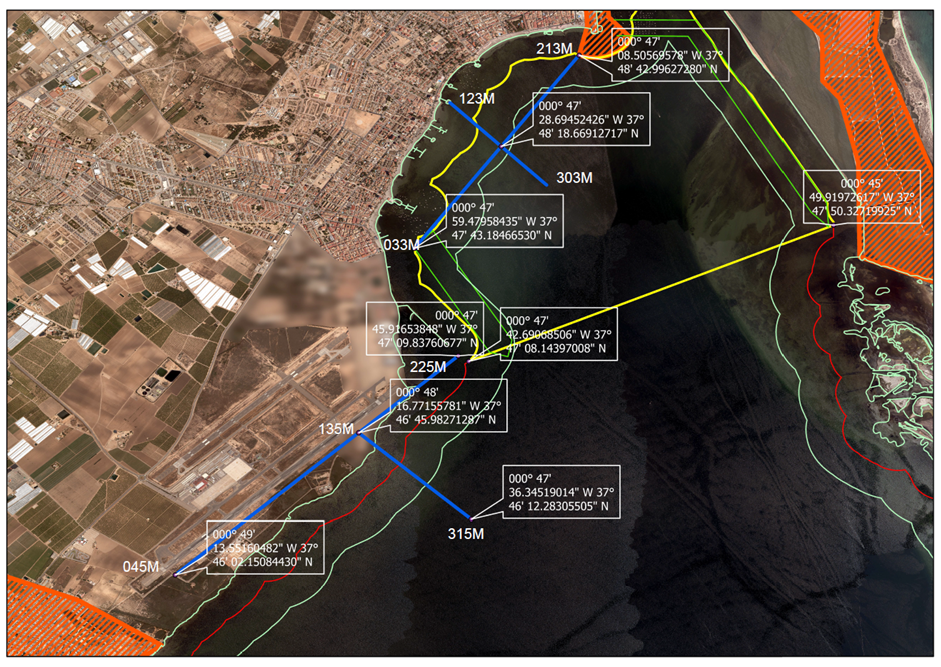 213M
000° 47'
08.50569578" W 37°
48' 42.99627280" N
123M
000° 47'
28.69452426" W 37°
48' 18.66912717" N
303M
000° 45'
49.91972617" W 37°
47' 50.32719925" N
000° 47'
59.47958435" W 37°
47' 43.18466530" N
033M
000° 47'
45.91653848" W 37°
47' 09.83760677" N
000° 47'
42.69068506" W 37°
47' 08.14397008" N
225M
000° 48'
16.77155781" W 37°
46' 45.98271287" N
135M
000° 47'
36.34519014" W 37°
46' 12.28305505" N
315M
000° 49'
13.55160482" W 37°
46' 02.15084430" N
045M